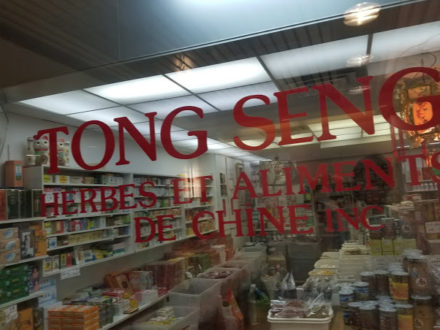 TONG SENG
HERBES ET ALIMENTS
DE CHINE INC